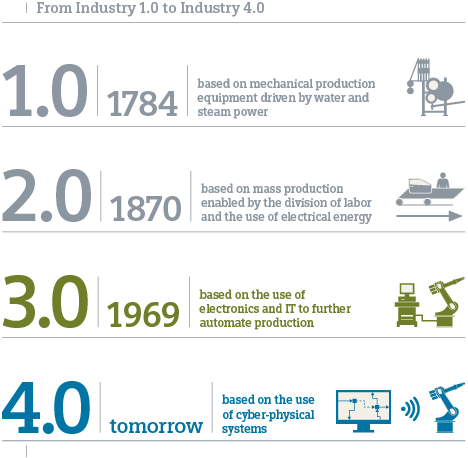 From Industry 1.0 to Industry 4.0
1.0
1784
based on mechanical production
equipment driven by water and
steam power
2.0
1870
based on mass production
enabled by the division of labor
and the use of electrical energy
3.0
1969
based on the use of
electronics and IT to further
automate production
4.0
tomorrow
based on the use
of cyber-physical
systems